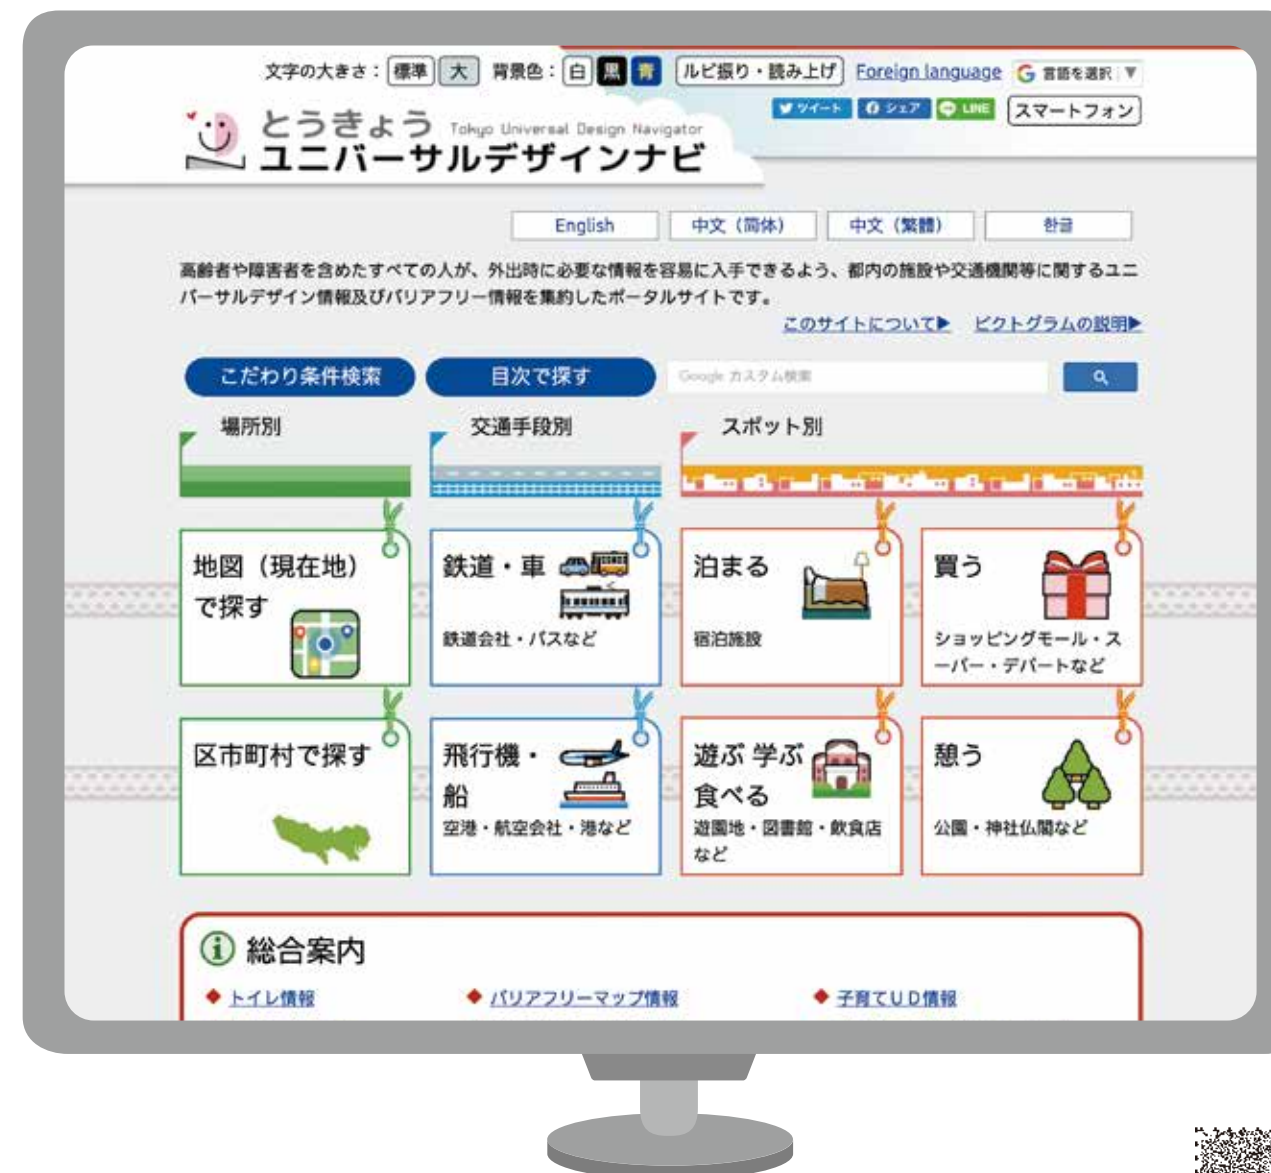 文字の大きさ：標準 大 背景色：白 黒 青 ルビ振り・読み上げ Foreign language G 言語を選択 ▼
ツイート シェア LINE スマートフォン
とうきょう Tokyo Universal Design Navigator
ユニバーサルデザインナビ
English 中文（简体） 中文（繁體） 한글
高齢者や障害者を含めたすべての人が、外出時に必要な情報を容易に入手できるよう、都内の施設や交通機関等に関するユニ
バーサルデザイン情報及びバリアフリー情報を集約したポータルサイトです。
このサイトについて▶ ピクトグラムの説明▶
こだわり条件検索 目次で探す Google カスタム検索
場所別 交通手段別 スポット別
地図（現在地）
で探す
鉄道・車
鉄道会社・バスなど
泊まる
宿泊施設
買う
ショッピングモール・ス
ーパー・デパートなど
区市町村で探す
飛行機・
船
空港・航空会社・港など
遊ぶ 学ぶ
食べる
遊園地・図書館・飲食店
など
憩う
公園・神社仏閣など
総合案内
トイレ情報 バリアフリーマップ情報 子育てUD情報